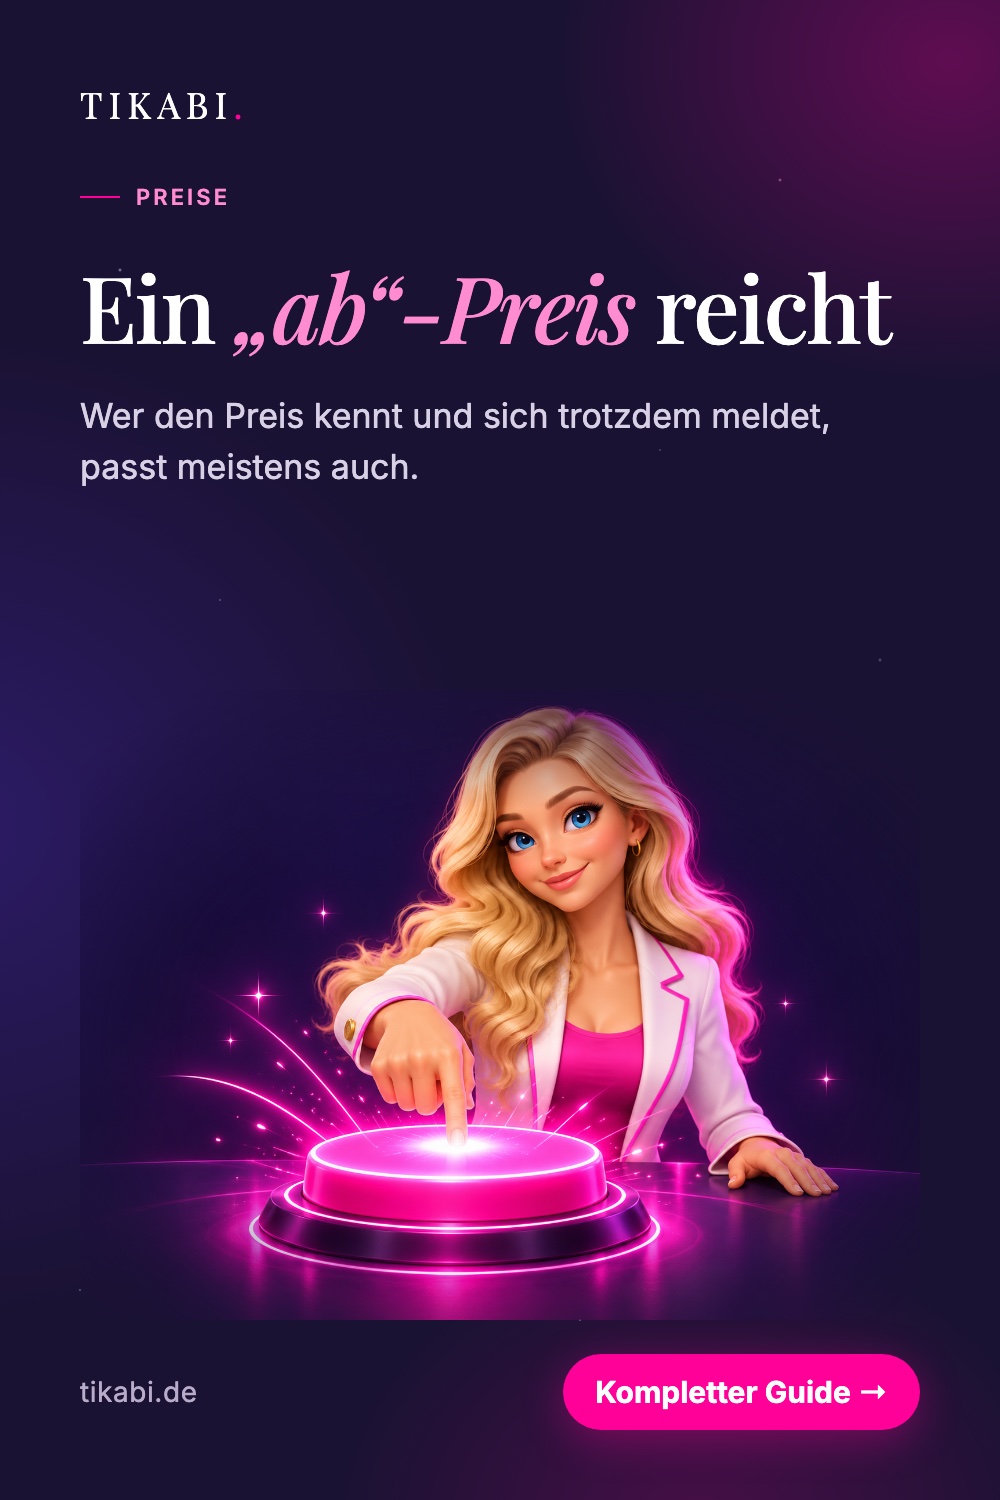 TIKABI.
PREISE
Ein „ab“-Preis reicht
Wer den Preis kennt und sich trotzdem meldet,
passt meistens auch.
tikabi.de
Kompletter Guide →